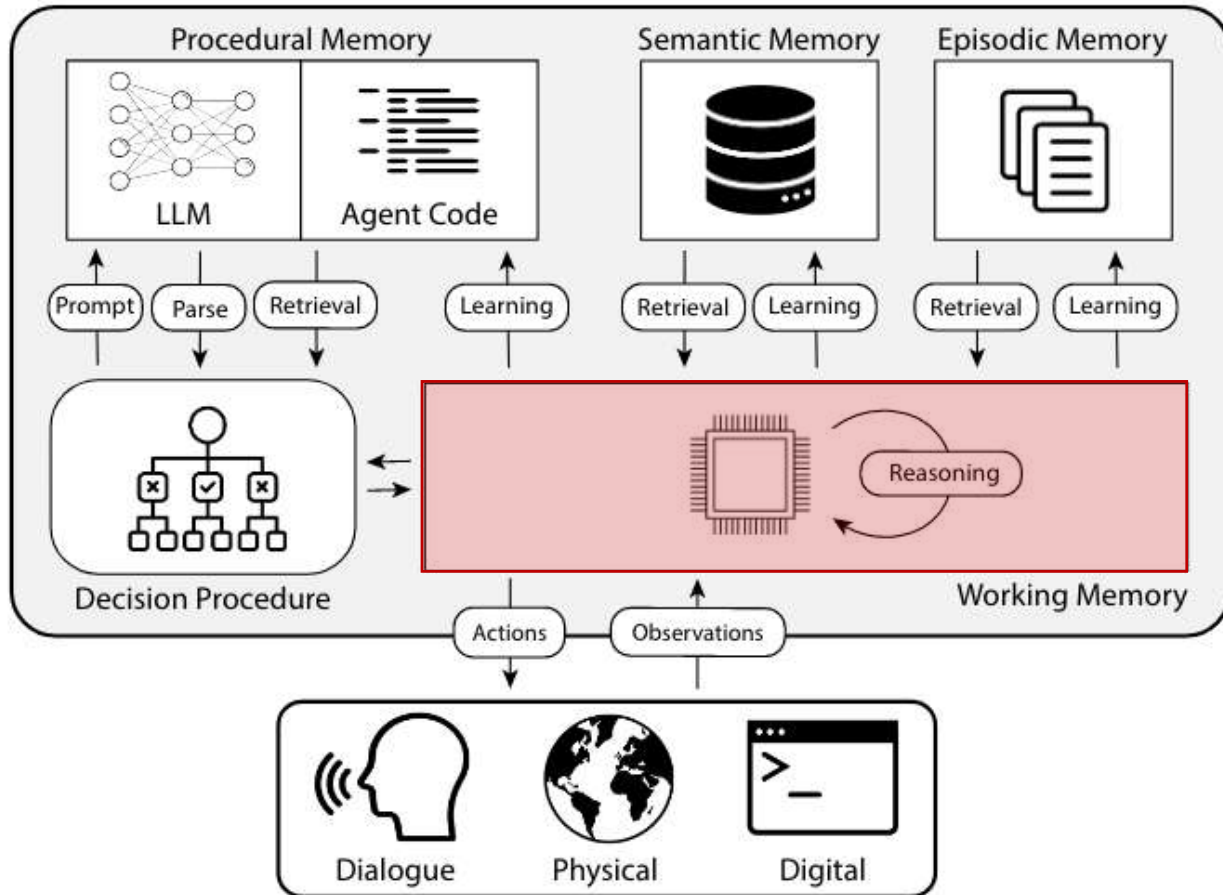 Procedural Memory
Semantic Memory
Episodic Memory
LLM
Agent Code
Prompt
Parse
Retrieval
Learning
Retrieval
Learning
Retrieval
Learning
Reasoning
Decision Procedure
Working Memory
Actions
Observations
>_
Dialogue
Physical
Digital